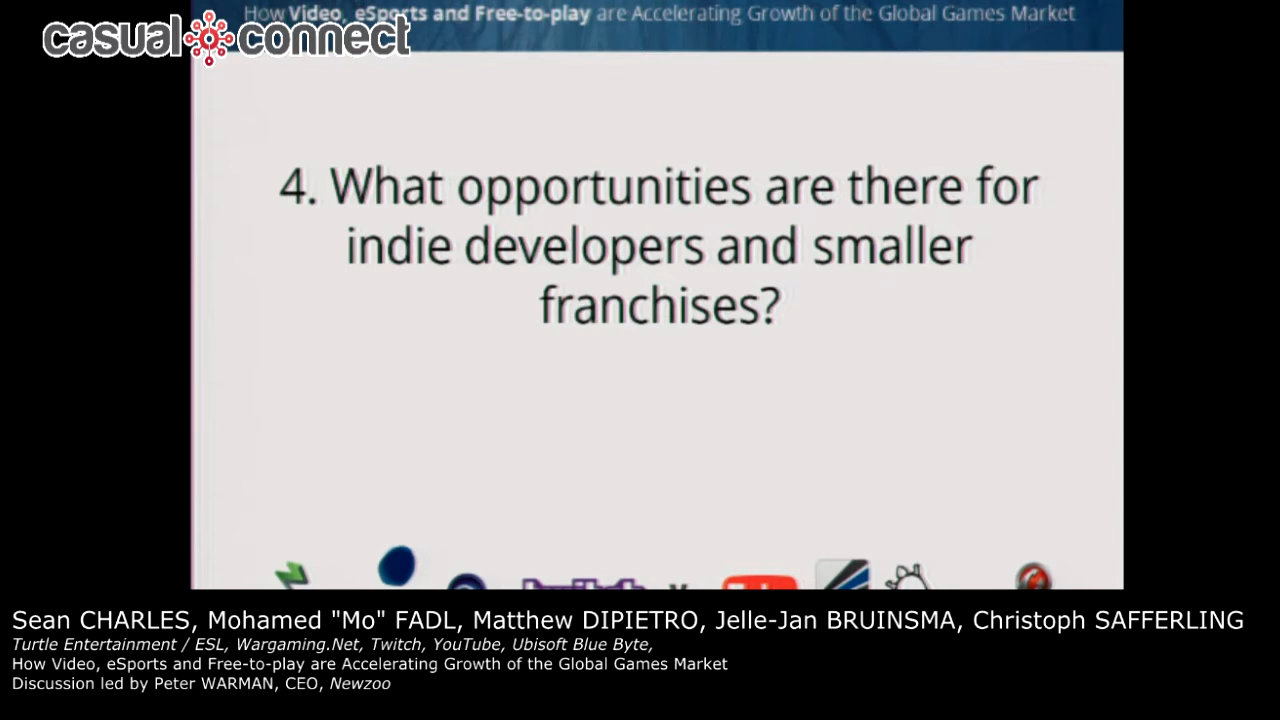 How Video, eSports and Free-to-play are Accelerating Growth of the Global Games Market
casual connect
4. What opportunities are there for
indie developers and smaller
franchises?
twitch
Sean CHARLES, Mohamed "Mo" FADL, Matthew DIPIETRO, Jelle-Jan BRUINSMA, Christoph SAFFERLING
Turtle Entertainment / ESL, Wargaming.Net, Twitch, YouTube, Ubisoft Blue Byte,
How Video, eSports and Free-to-play are Accelerating Growth of the Global Games Market
Discussion led by Peter WARMAN, CEO, Newzoo